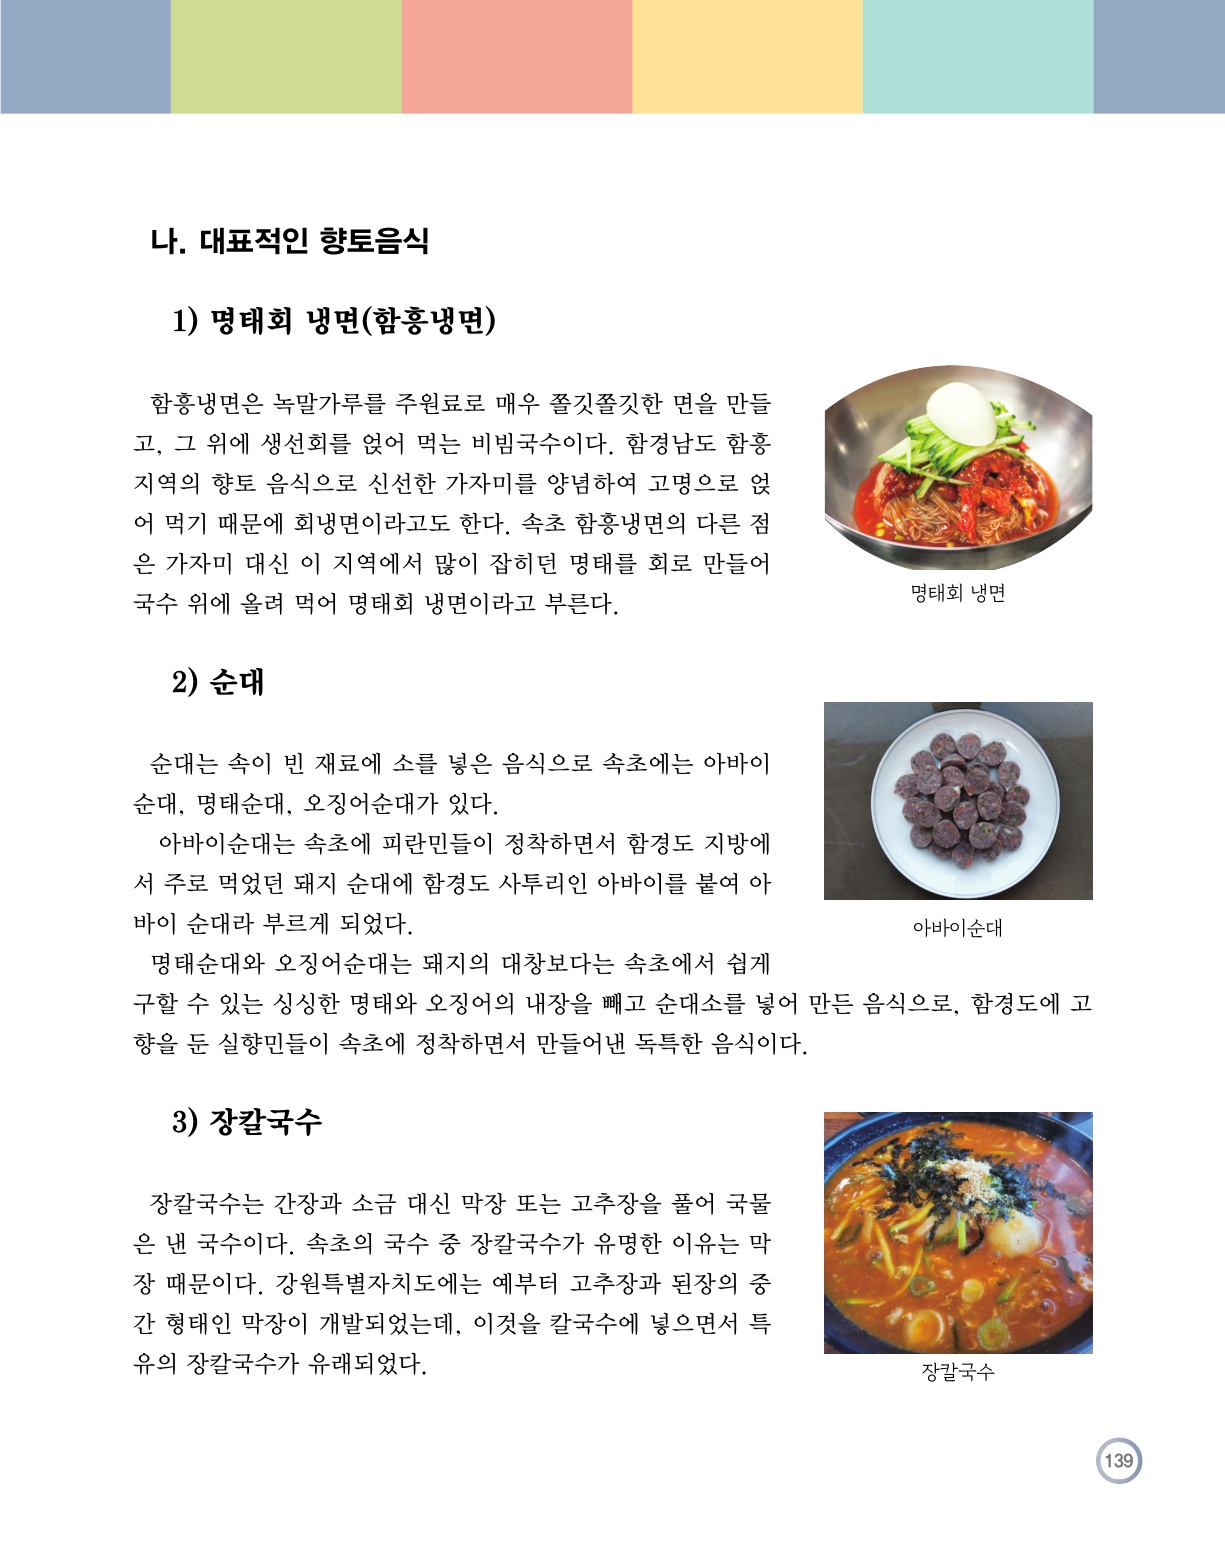 나. 대표적인 향토음식
1) 명태회 냉면(함흥냉면)
함흥냉면은 녹말가루를 주원료로 매우 쫄깃쫄깃한 면을 만들
고, 그 위에 생선회를 얹어 먹는 비빔국수이다. 함경남도 함흥
지역의 향토 음식으로 신선한 가자미를 양념하여 고명으로 얹
어 먹기 때문에 회냉면이라고도 한다. 속초 함흥냉면의 다른 점
은 가자미 대신 이 지역에서 많이 잡히던 명태를 회로 만들어
국수 위에 올려 먹어 명태회 냉면이라고 부른다.
명태회 냉면
2) 순대
순대는 속이 빈 재료에 소를 넣은 음식으로 속초에는 아바이
순대, 명태순대, 오징어순대가 있다.
아바이순대는 속초에 피란민들이 정착하면서 함경도 지방에
서 주로 먹었던 돼지 순대에 함경도 사투리인 아바이를 붙여 아
바이 순대라 부르게 되었다.
아바이순대
명태순대와 오징어순대는 돼지의 대창보다는 속초에서 쉽게
구할 수 있는 싱싱한 명태와 오징어의 내장을 빼고 순대소를 넣어 만든 음식으로, 함경도에 고
향을 둔 실향민들이 속초에 정착하면서 만들어낸 독특한 음식이다.
3) 장칼국수
장칼국수는 간장과 소금 대신 막장 또는 고추장을 풀어 국물
은 낸 국수이다. 속초의 국수 중 장칼국수가 유명한 이유는 막
장 때문이다. 강원특별자치도에는 예부터 고추장과 된장의 중
간 형태인 막장이 개발되었는데, 이것을 칼국수에 넣으면서 특
유의 장칼국수가 유래되었다.
장칼국수
139